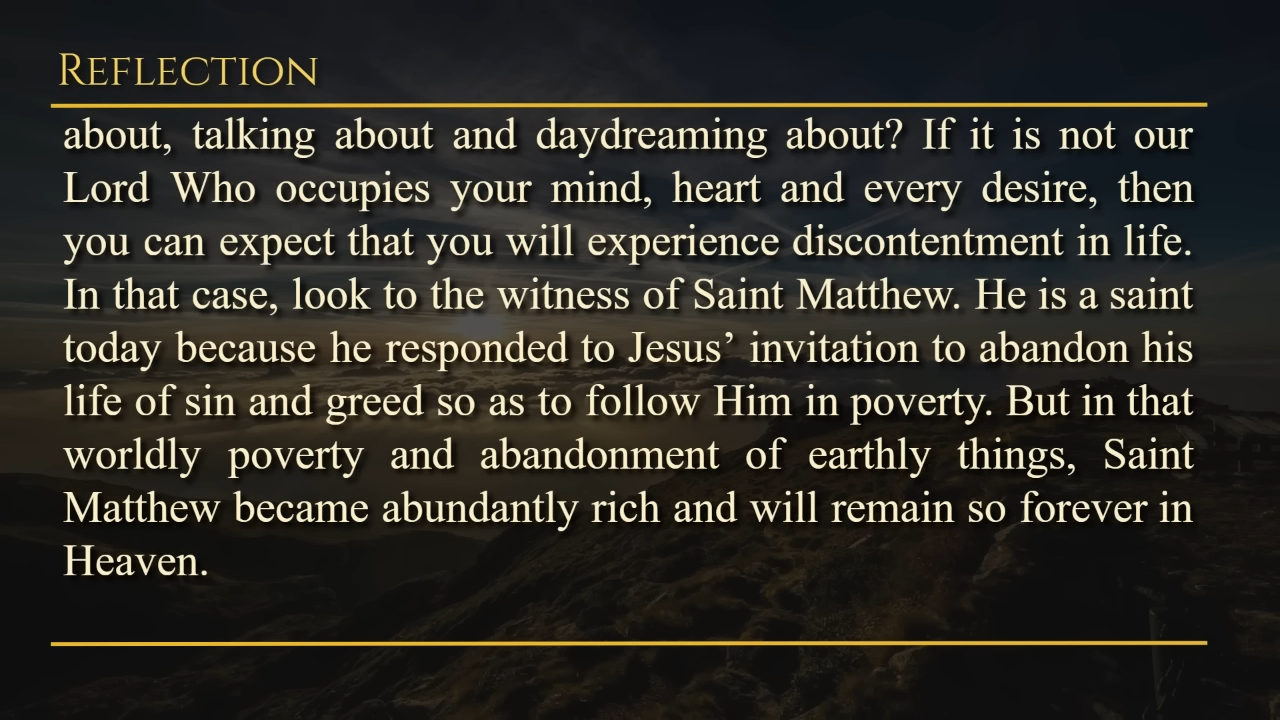 Reflection
about, talking about and daydreaming about? If it is not our
Lord Who occupies your mind, heart and every desire, then
you can expect that you will experience discontentment in life.
In that case, look to the witness of Saint Matthew. He is a saint
today because he responded to Jesus’ invitation to abandon his
life of sin and greed so as to follow Him in poverty. But in that
worldly poverty and abandonment of earthly things, Saint
Matthew became abundantly rich and will remain so forever in
Heaven.